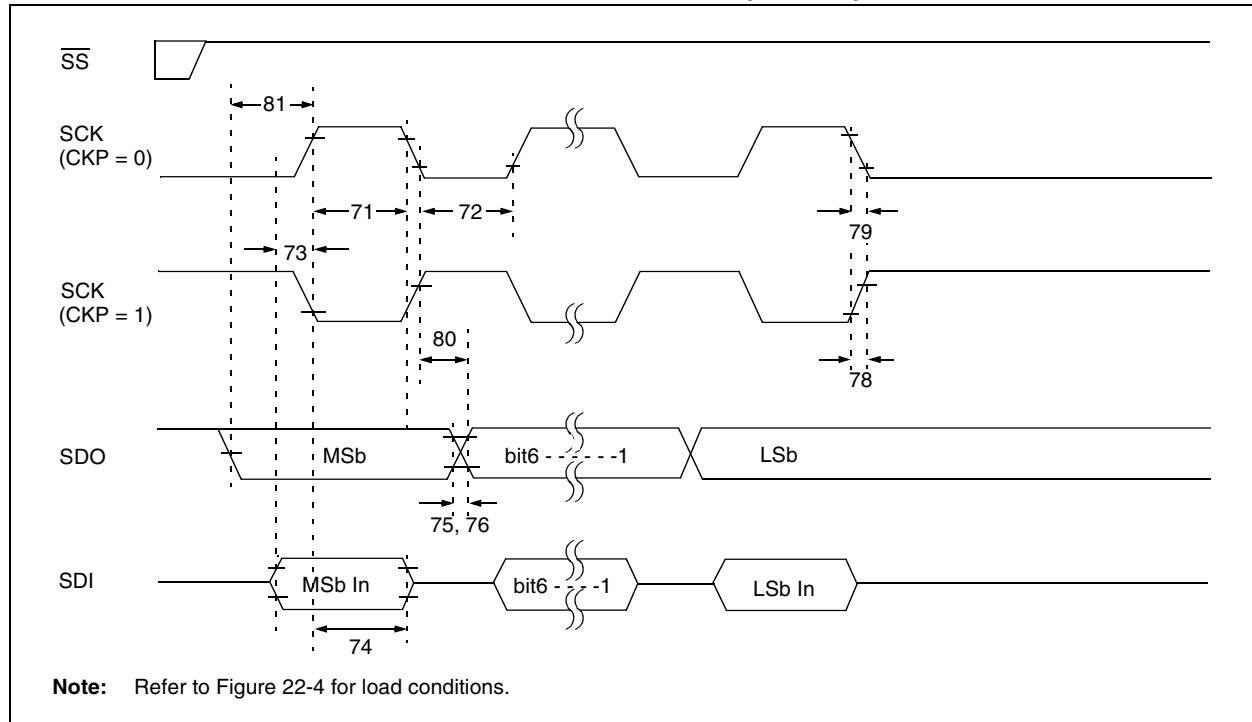 SS
81
SCK
(CKP = 0)
71
72
79
73
SCK
(CKP = 1)
80
78
SDO
MSb
bit6 - - - - - -1
LSb
75, 76
SDI
MSb In
bit6 - - - - -1
LSb In
74
Note: Refer to Figure 22-4 for load conditions.